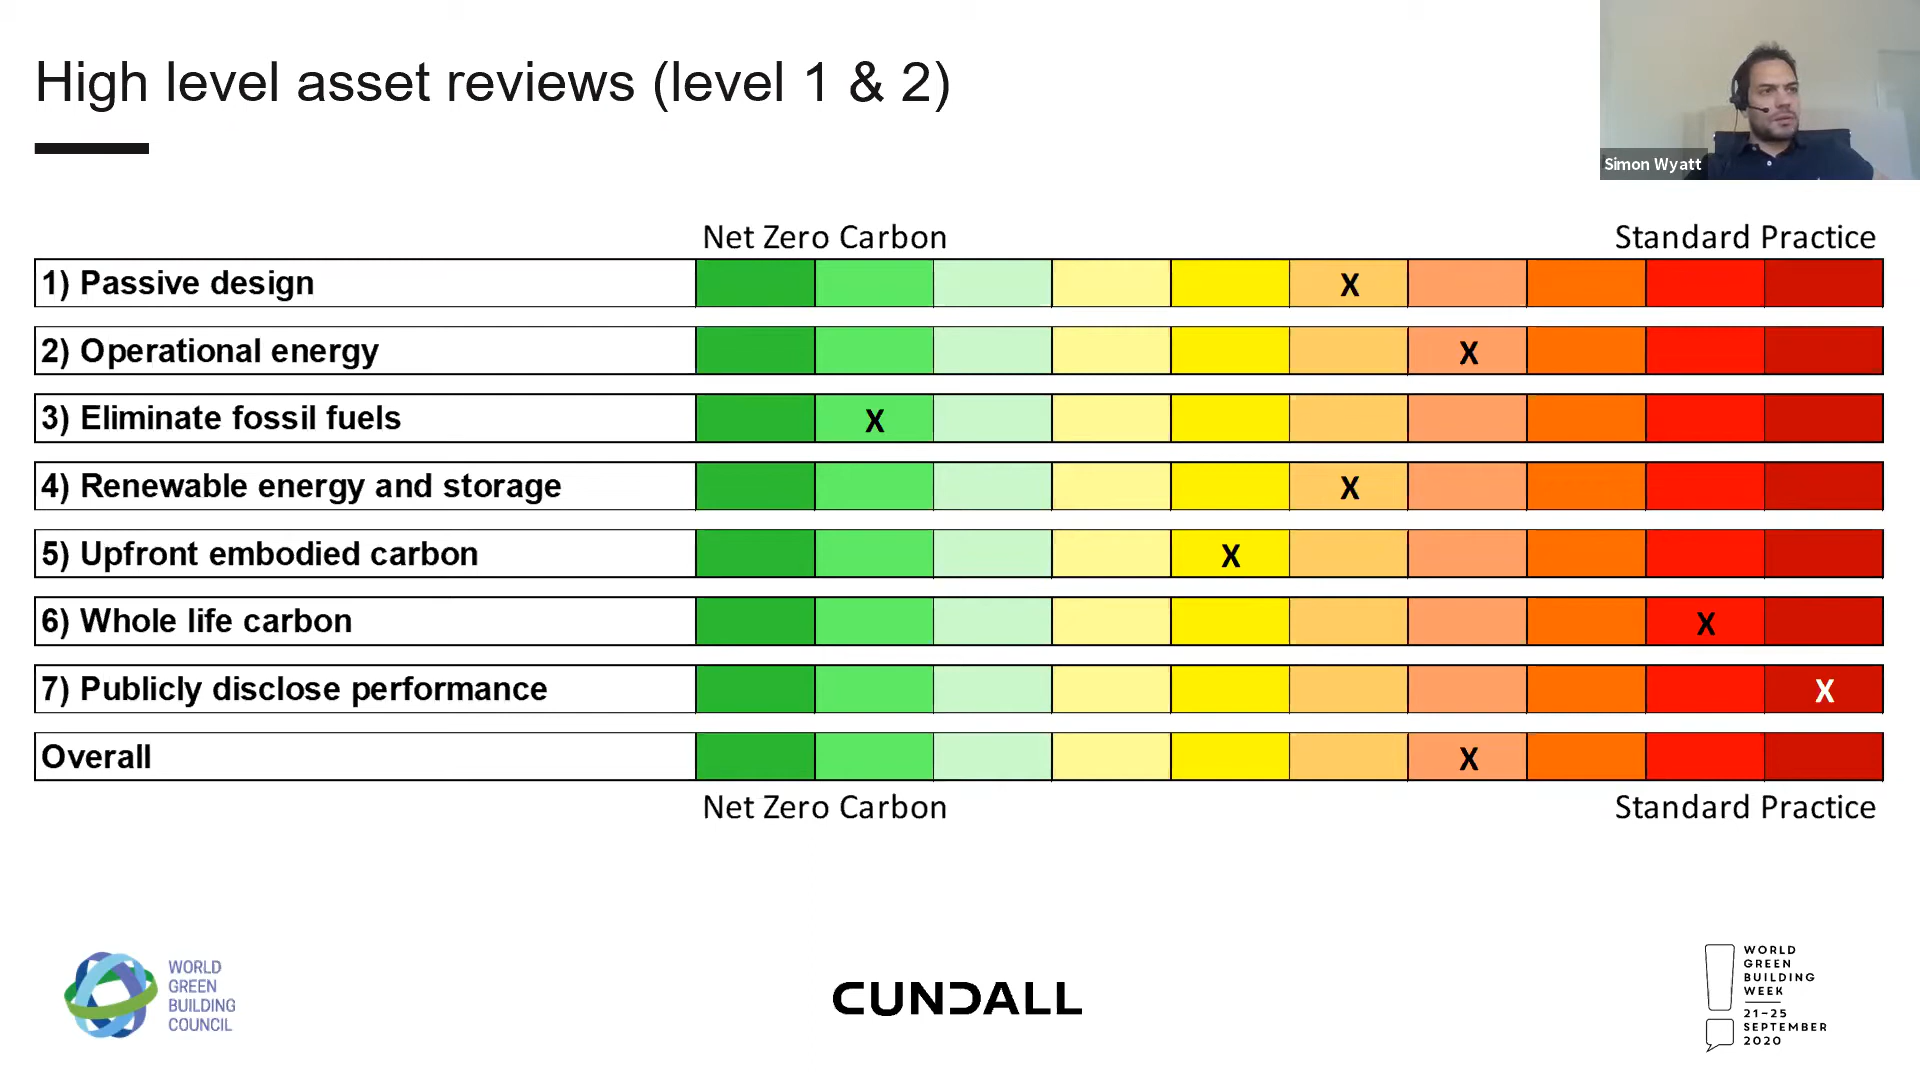 High level asset reviews (level 1 & 2)
Simon Wyatt
Net Zero Carbon
Standard Practice
1) Passive design
X
2) Operational energy
X
3) Eliminate fossil fuels
X
4) Renewable energy and storage
X
5) Upfront embodied carbon
X
6) Whole life carbon
X
7) Publicly disclose performance
X
Overall
X
Net Zero Carbon
Standard Practice
WORLD
GREEN
BUILDING
COUNCIL
CUNDALL
WORLD
GREEN
BUILDING
WEEK
21–25
SEPTEMBER
2020